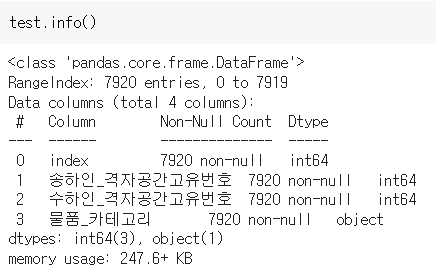 test.info()
<class 'pandas.core.frame.DataFrame'>
RangeIndex: 7920 entries, 0 to 7919
Data columns (total 4 columns):
#   Column         Non-Null Count  Dtype
---  ------         --------------  -----
0   index          7920 non-null   int64
1   송하인_격자공간고유번호  7920 non-null   int64
2   수하인_격자공간고유번호  7920 non-null   int64
3   물품_카테고리        7920 non-null   object
dtypes: int64(3), object(1)
memory usage: 247.6+ KB